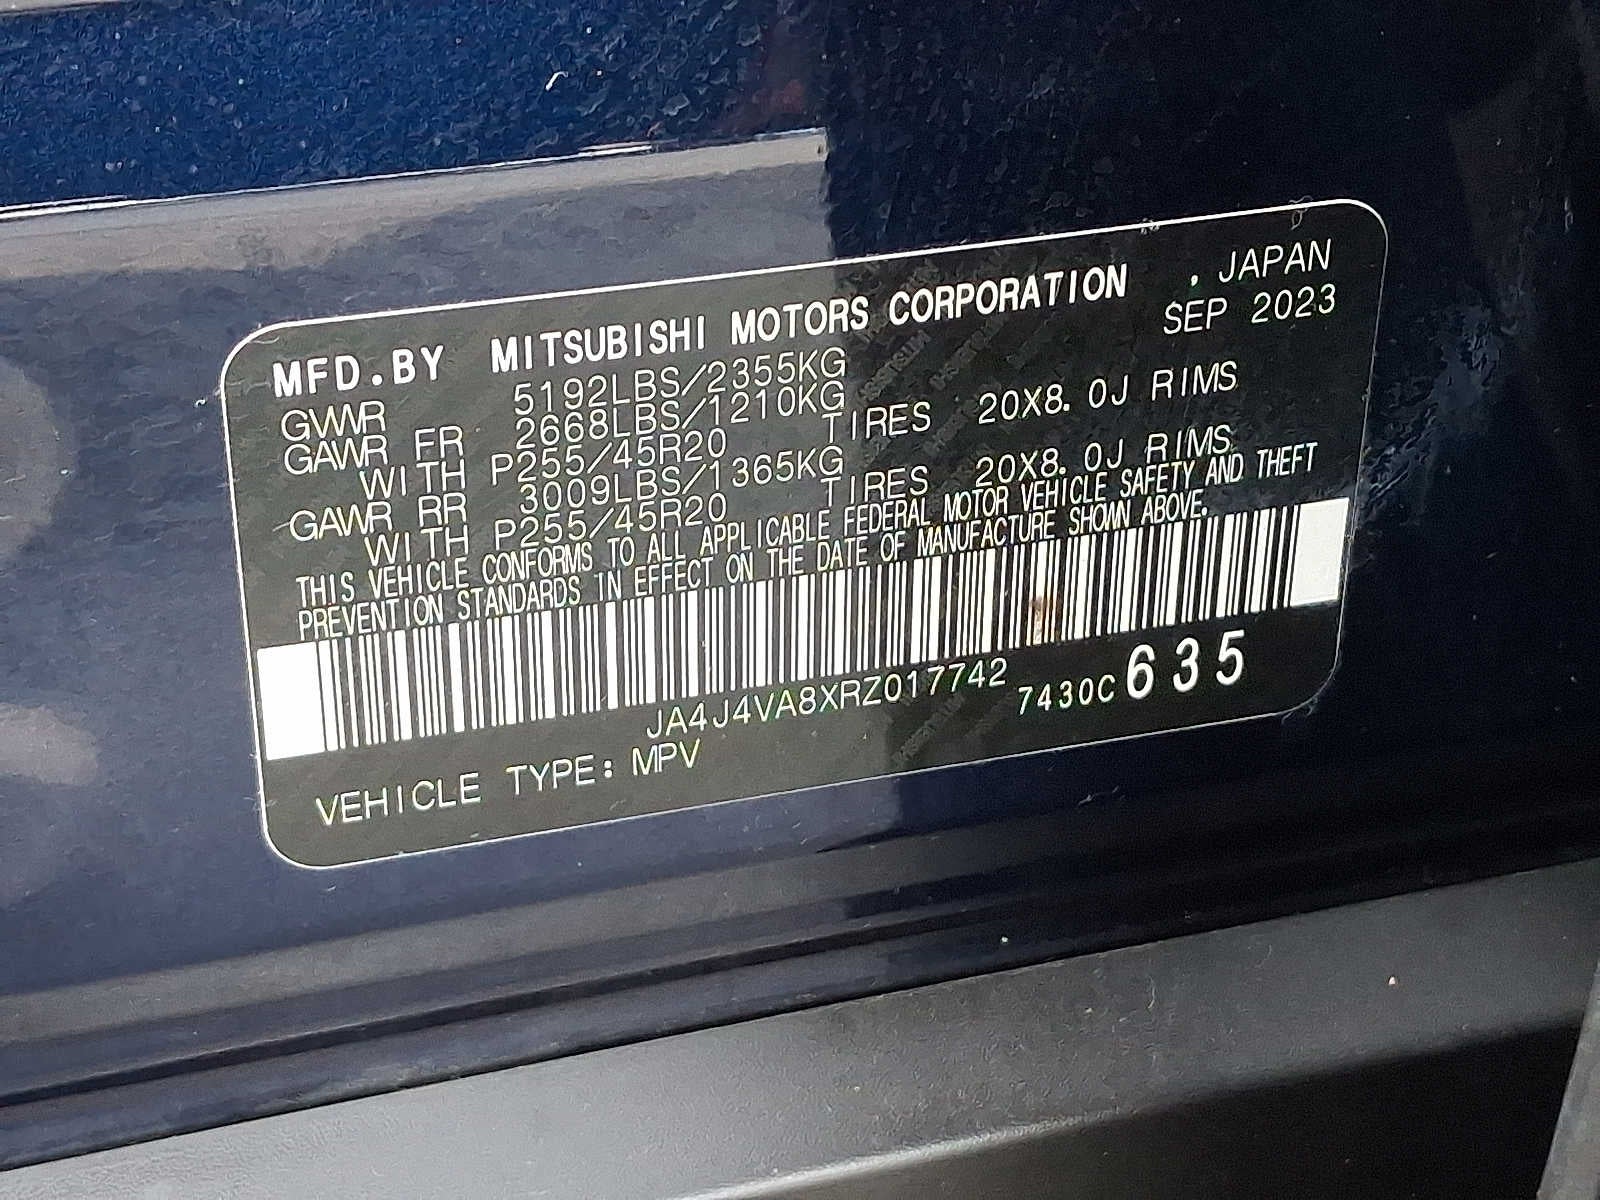 MFD.BY MITSUBISHI MOTORS CORPORATION , JAPAN
SEP 2023
GVWR 5192LBS/2355KG
GAWR FR 2668LBS/1210KG
WITH P255/45R20 TIRES 20X8.0J RIMS
GAWR RR 3009LBS/1365KG
WITH P255/45R20 TIRES 20X8.0J RIMS
THIS VEHICLE CONFORMS TO ALL APPLICABLE FEDERAL MOTOR VEHICLE SAFETY AND THEFT
PREVENTION STANDARDS IN EFFECT ON THE DATE OF MANUFACTURE SHOWN ABOVE.
JA4J4VA8XRZ017742 7430C 635
VEHICLE TYPE: MPV